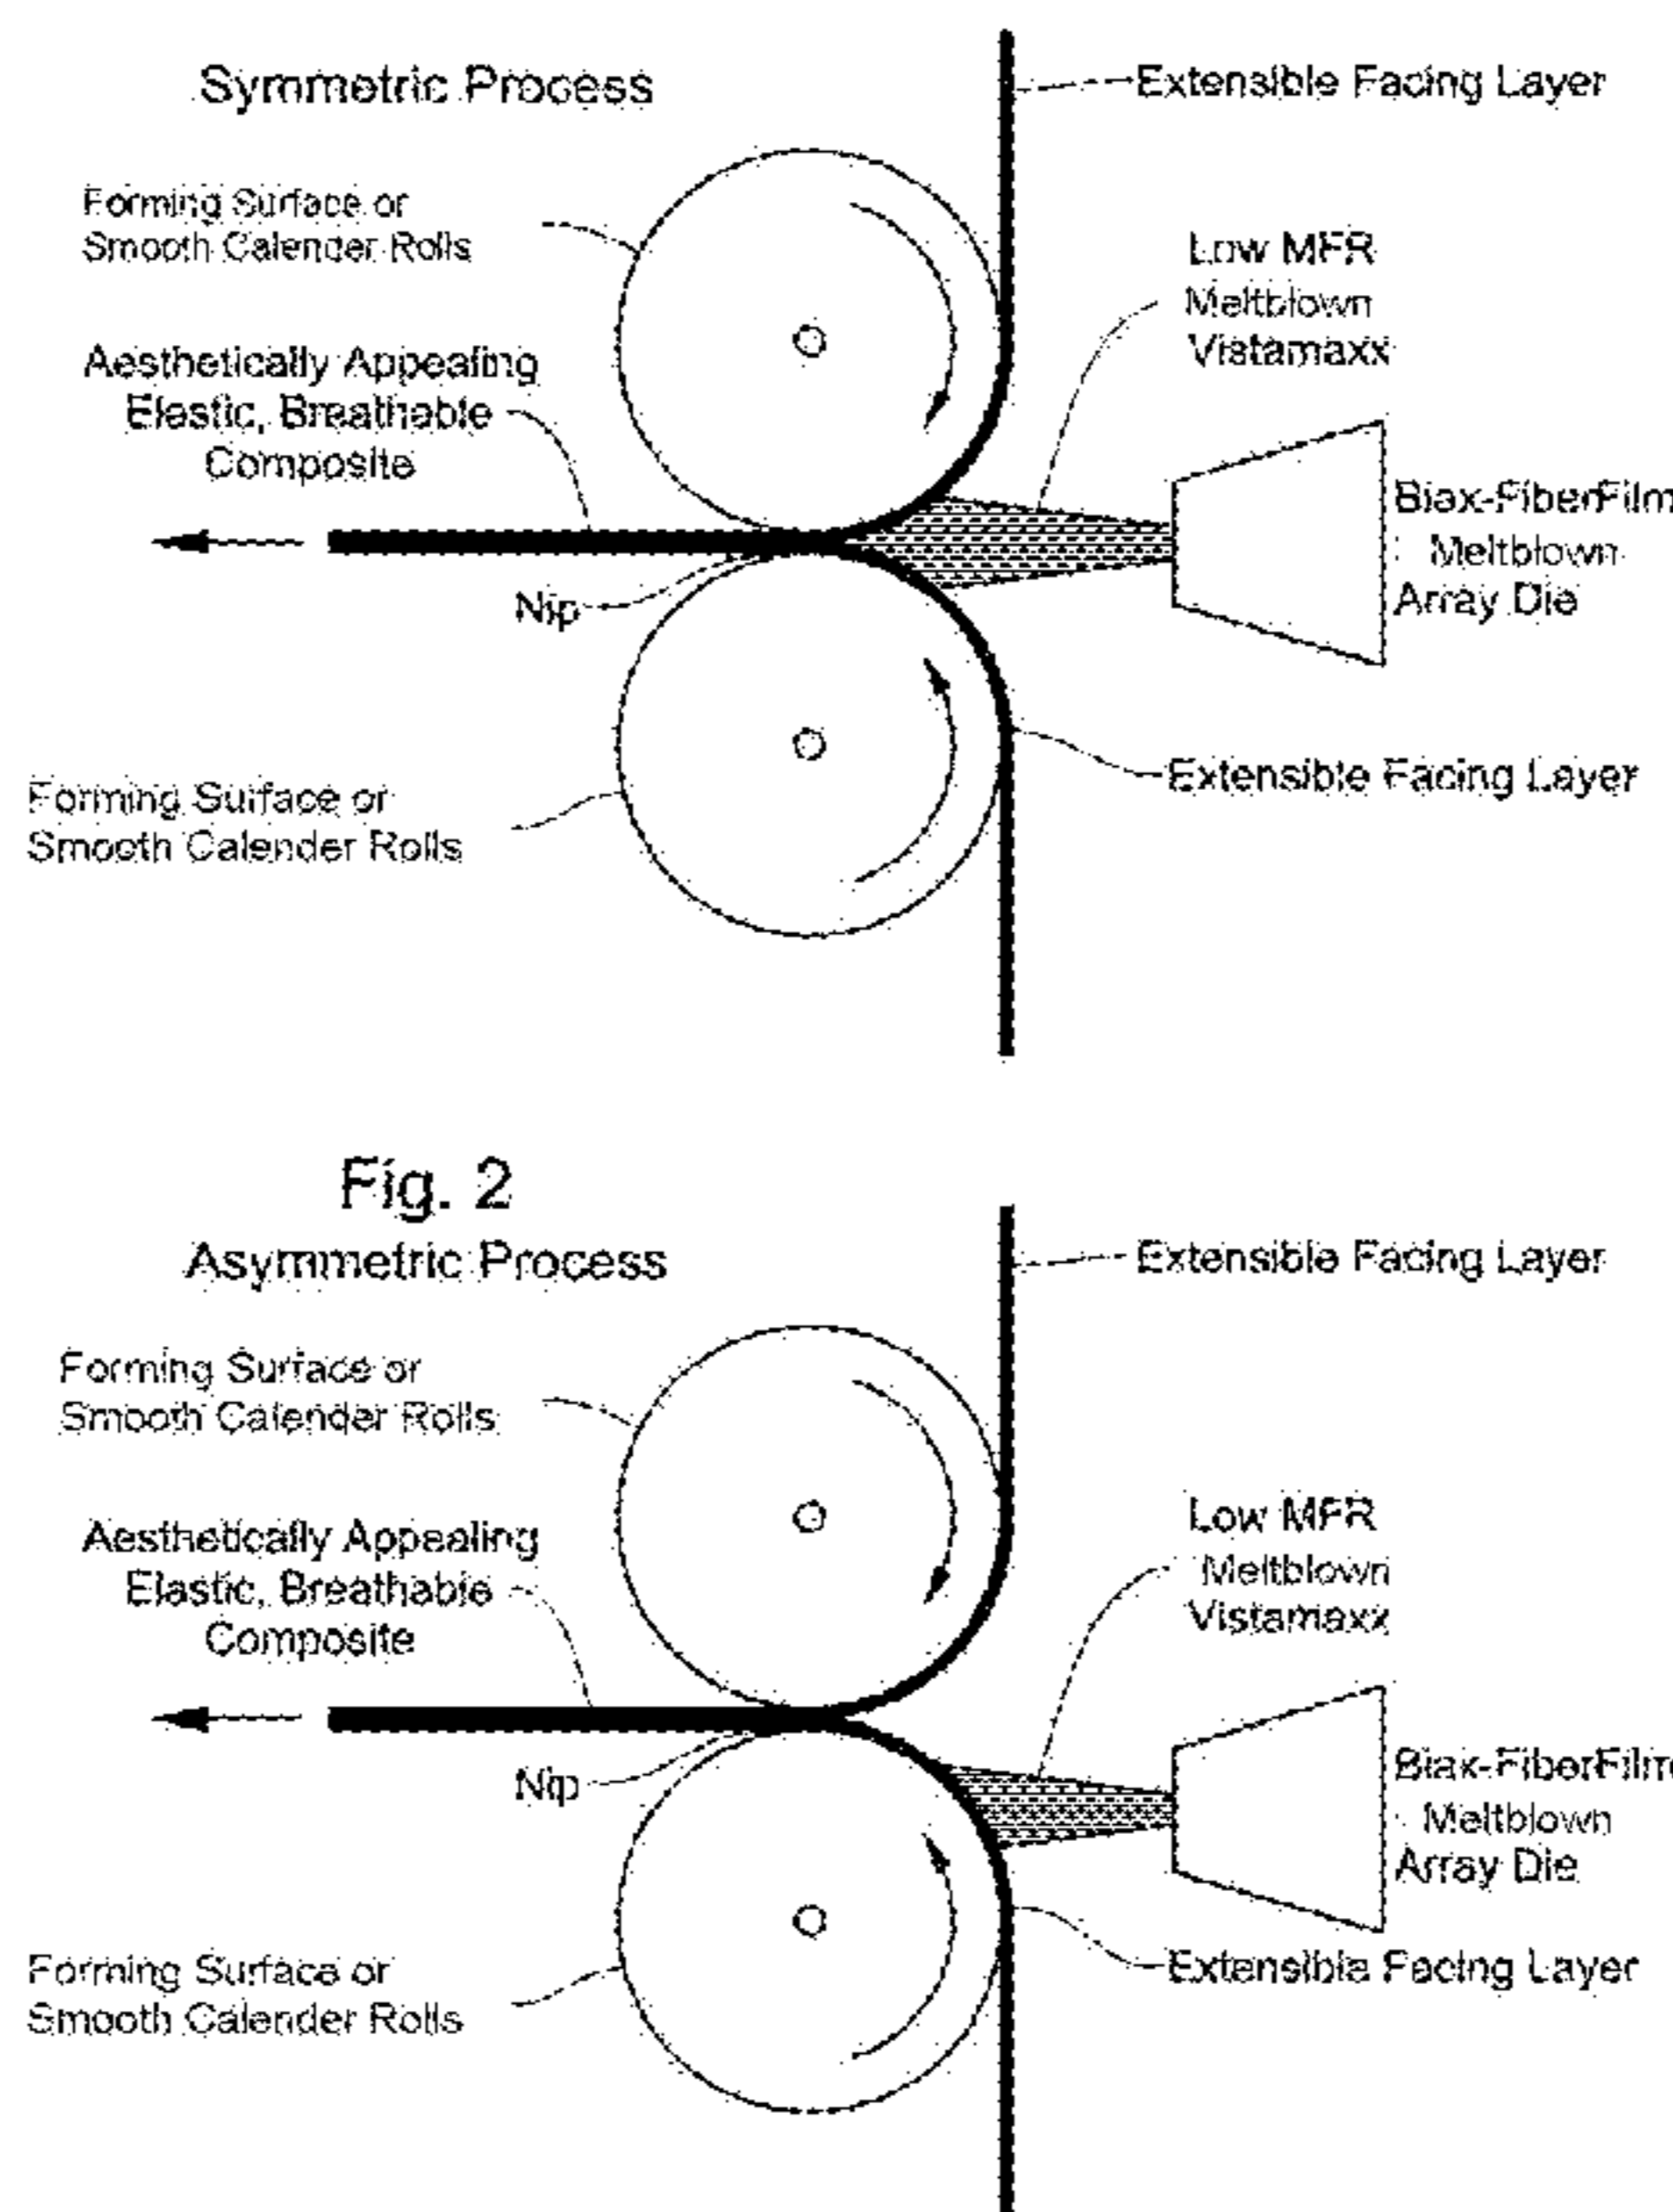 Symmetric Process
Extensible Facing Layer
Forming Surface or
Smooth Calender Rolls
Low MFR
Meltblown
Vistamaxx
Aesthetically Appealing
Elastic, Breathable
Composite
Biax-FiberFilm
Meltblown
Array Die
Nip
Extensible Facing Layer
Forming Surface or
Smooth Calender Rolls
Fig. 2
Asymmetric Process
Extensible Facing Layer
Forming Surface or
Smooth Calender Rolls
Low MFR
Meltblown
Vistamaxx
Aesthetically Appealing
Elastic, Breathable
Composite
Biax-FiberFilm
Meltblown
Array Die
Nip
Extensible Facing Layer
Forming Surface or
Smooth Calender Rolls